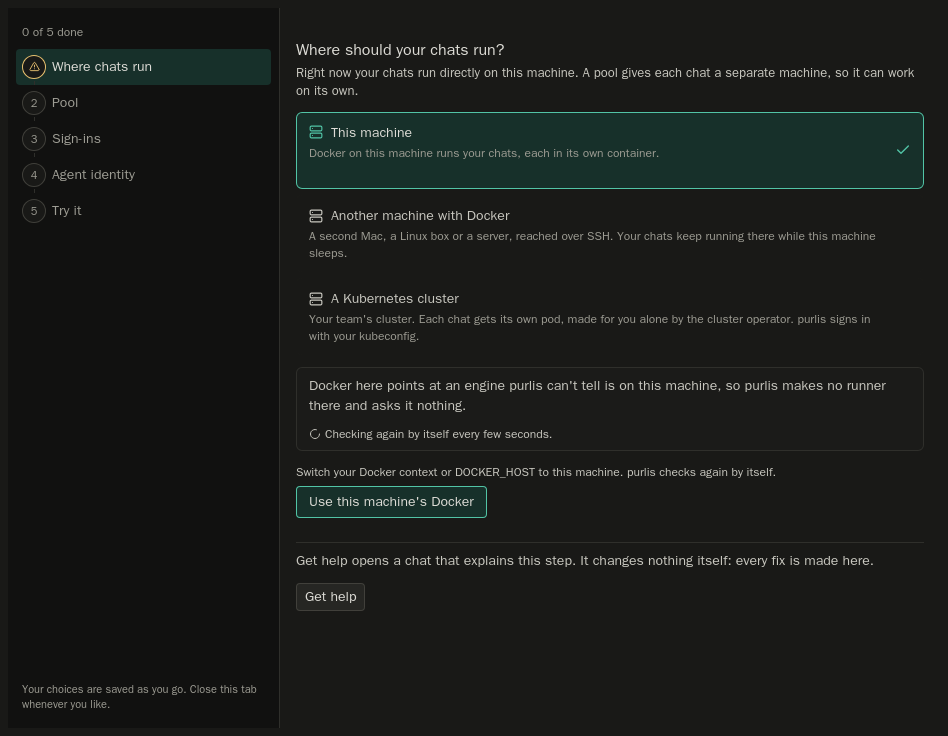 0 of 5 done
Where chats run
2 Pool
3 Sign-ins
4 Agent identity
5 Try it
Your choices are saved as you go. Close this tab
whenever you like.
Where should your chats run?
Right now your chats run directly on this machine. A pool gives each chat a separate machine, so it can work
on its own.
This machine
Docker on this machine runs your chats, each in its own container.
Another machine with Docker
A second Mac, a Linux box or a server, reached over SSH. Your chats keep running there while this machine
sleeps.
A Kubernetes cluster
Your team's cluster. Each chat gets its own pod, made for you alone by the cluster operator. purlis signs in
with your kubeconfig.
Docker here points at an engine purlis can't tell is on this machine, so purlis makes no runner
there and asks it nothing.
Checking again by itself every few seconds.
Switch your Docker context or DOCKER_HOST to this machine. purlis checks again by itself.
Use this machine's Docker
Get help opens a chat that explains this step. It changes nothing itself: every fix is made here.
Get help